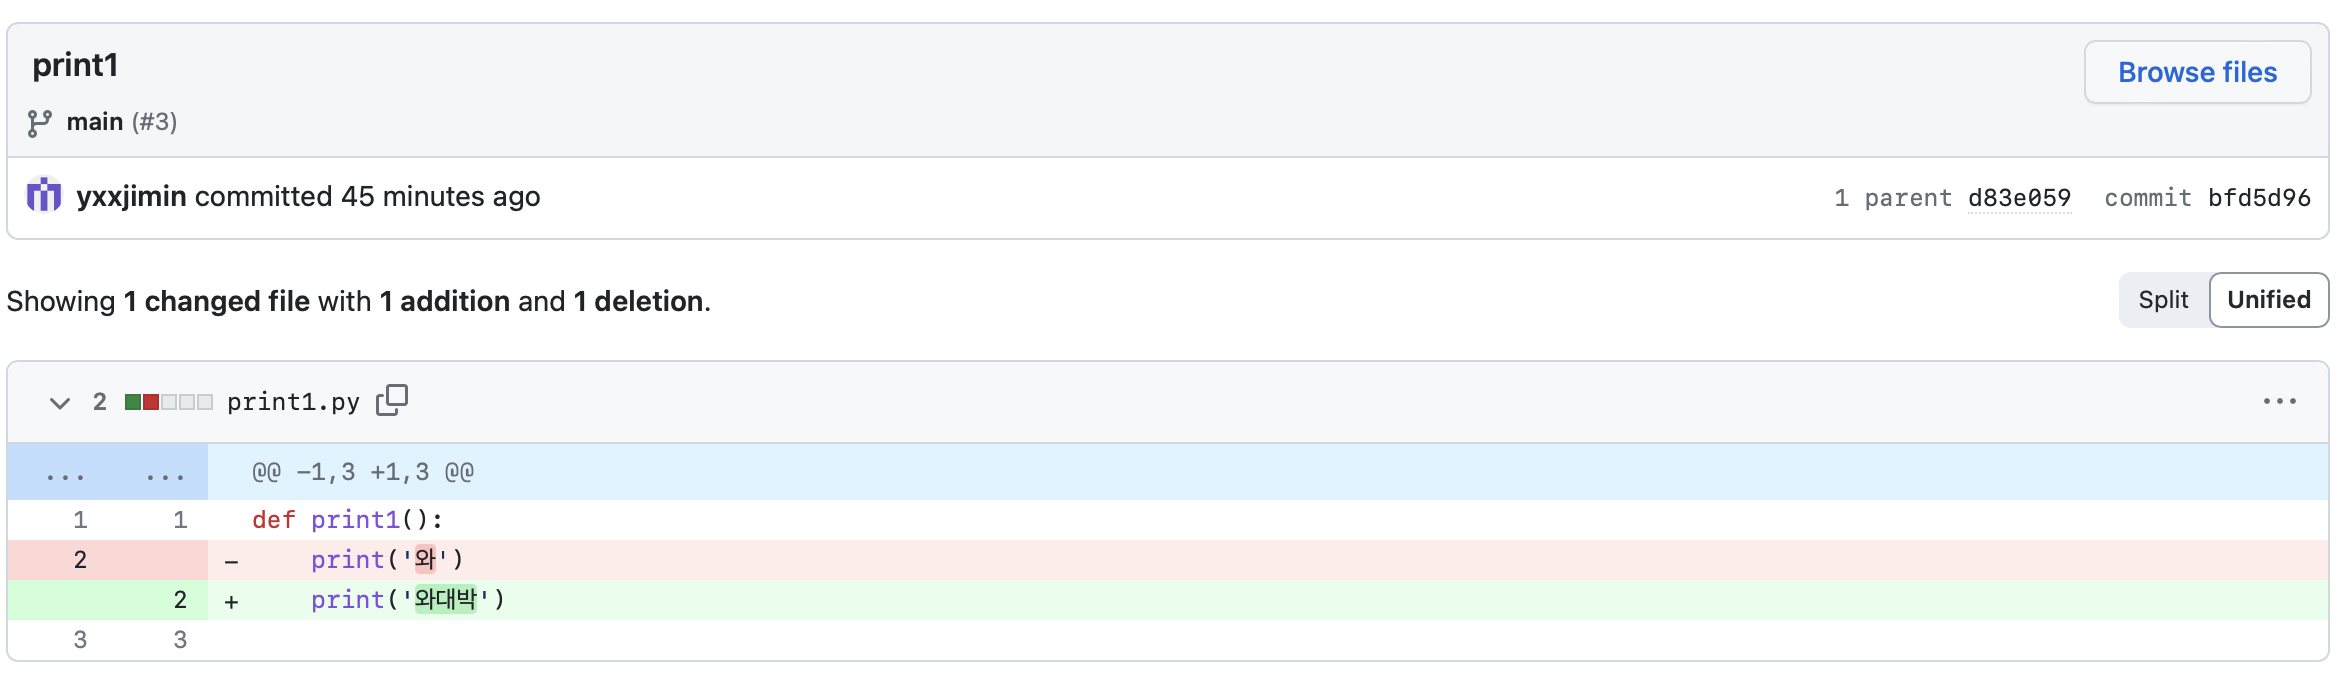 print1
Browse files
main (#3)
yxxjimin committed 45 minutes ago
1 parent d83e059 commit bfd5d96
Showing 1 changed file with 1 addition and 1 deletion.
Split Unified
2 print1.py
...
... ... @@ -1,3 +1,3 @@
1 1 def print1():
2 - print('와')
2 + print('와대박')
3 3